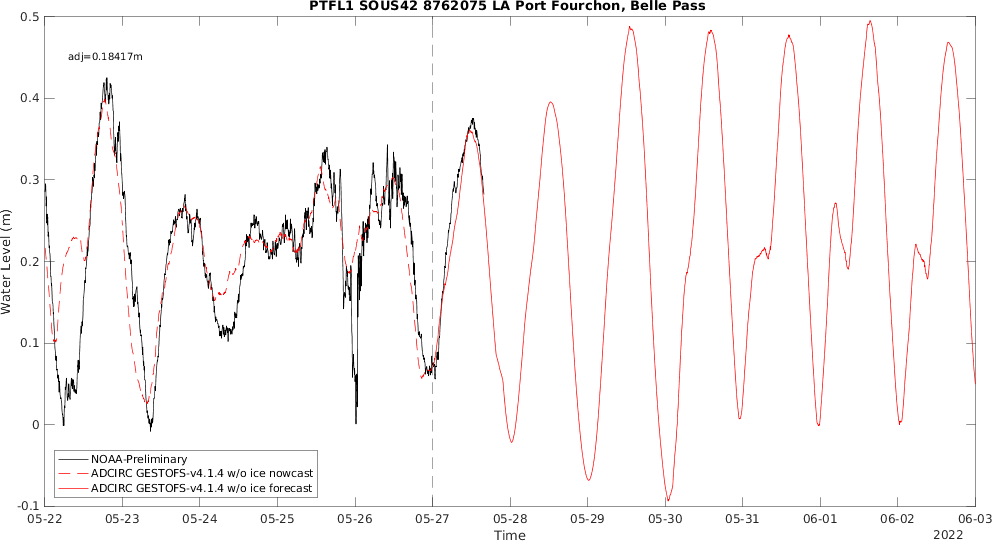 PTFL1 SOUS42 8762075 LA Port Fourchon, Belle Pass
0.5
adj=0.18417m
0.4
0.3
Water Level (m)
0.2
0.1
0
NOAA-Preliminary
ADCIRC GESTOFS-v4.1.4 w/o ice nowcast
ADCIRC GESTOFS-v4.1.4 w/o ice forecast
-0.1
05-22 05-23 05-24 05-25 05-26 05-27 05-28 05-29 05-30 05-31 06-01 06-02 06-03
Time
2022